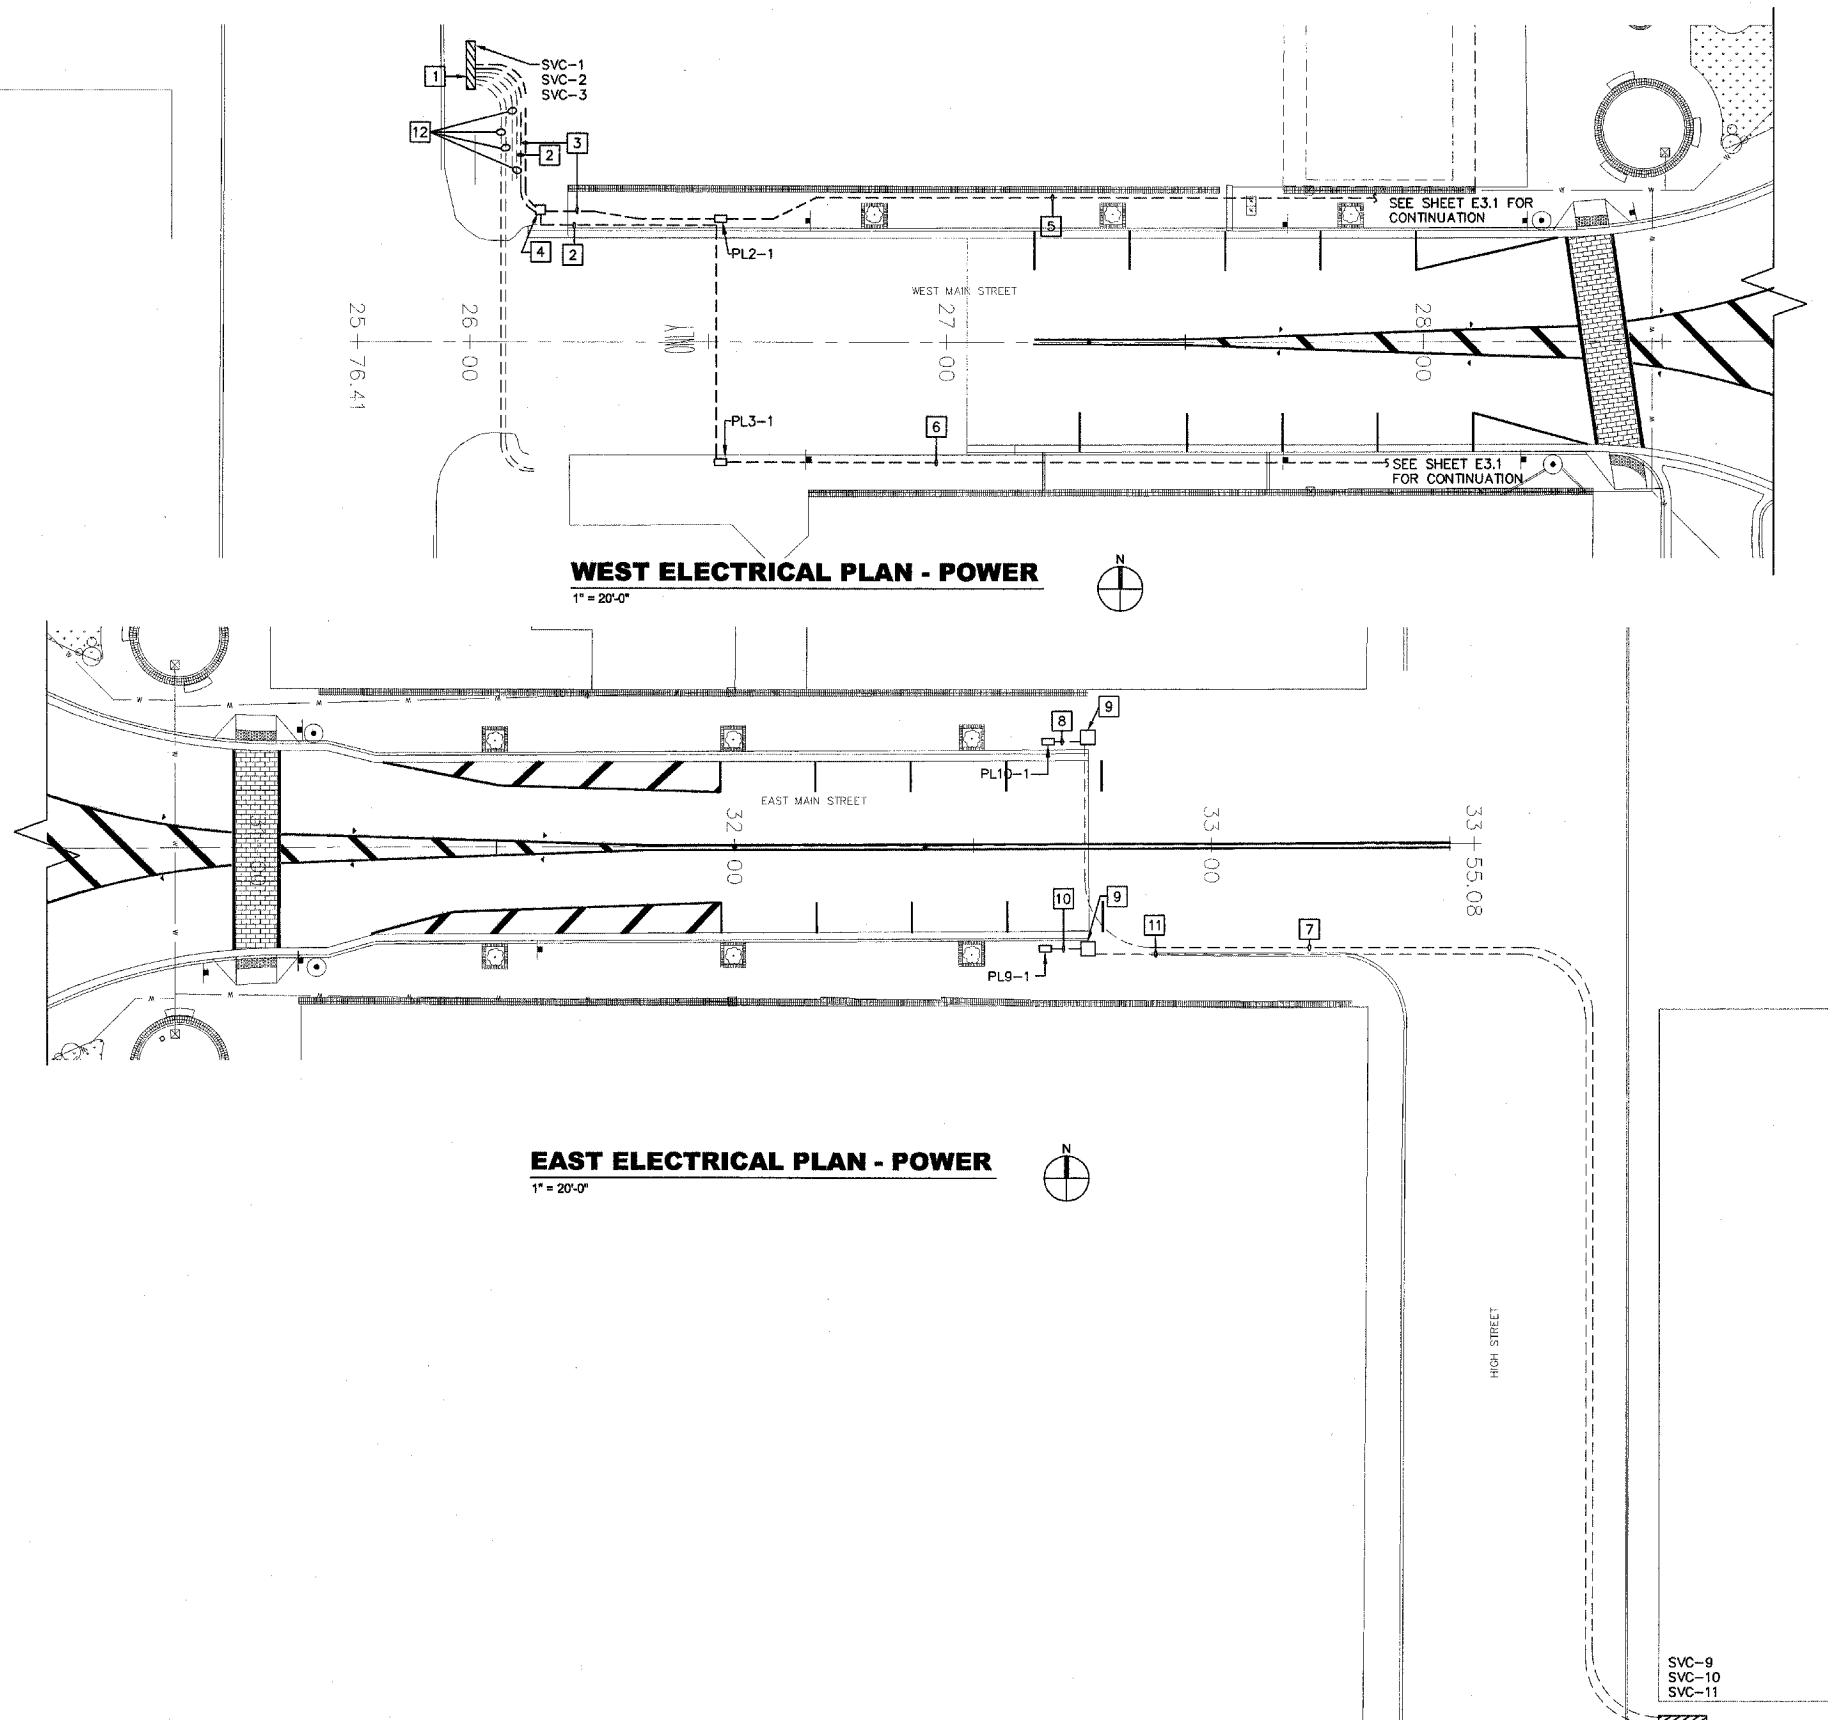 SVC-1
SVC-2
SVC-3
1
12
3
2
4
2
PL2-1
5
SEE SHEET E3.1 FOR
CONTINUATION
WEST MAIN STREET
25
76.41
26
00
ONLY
27
00
28
00
PL3-1
6
SEE SHEET E3.1
FOR CONTINUATION
WEST ELECTRICAL PLAN - POWER
1" = 20'-0"
N
8
9
PL10-1
EAST MAIN STREET
32
00
33
00
33
55.08
10
9
11
7
PL9-1
EAST ELECTRICAL PLAN - POWER
1" = 20'-0"
N
HIGH STREET
SVC-9
SVC-10
SVC-11